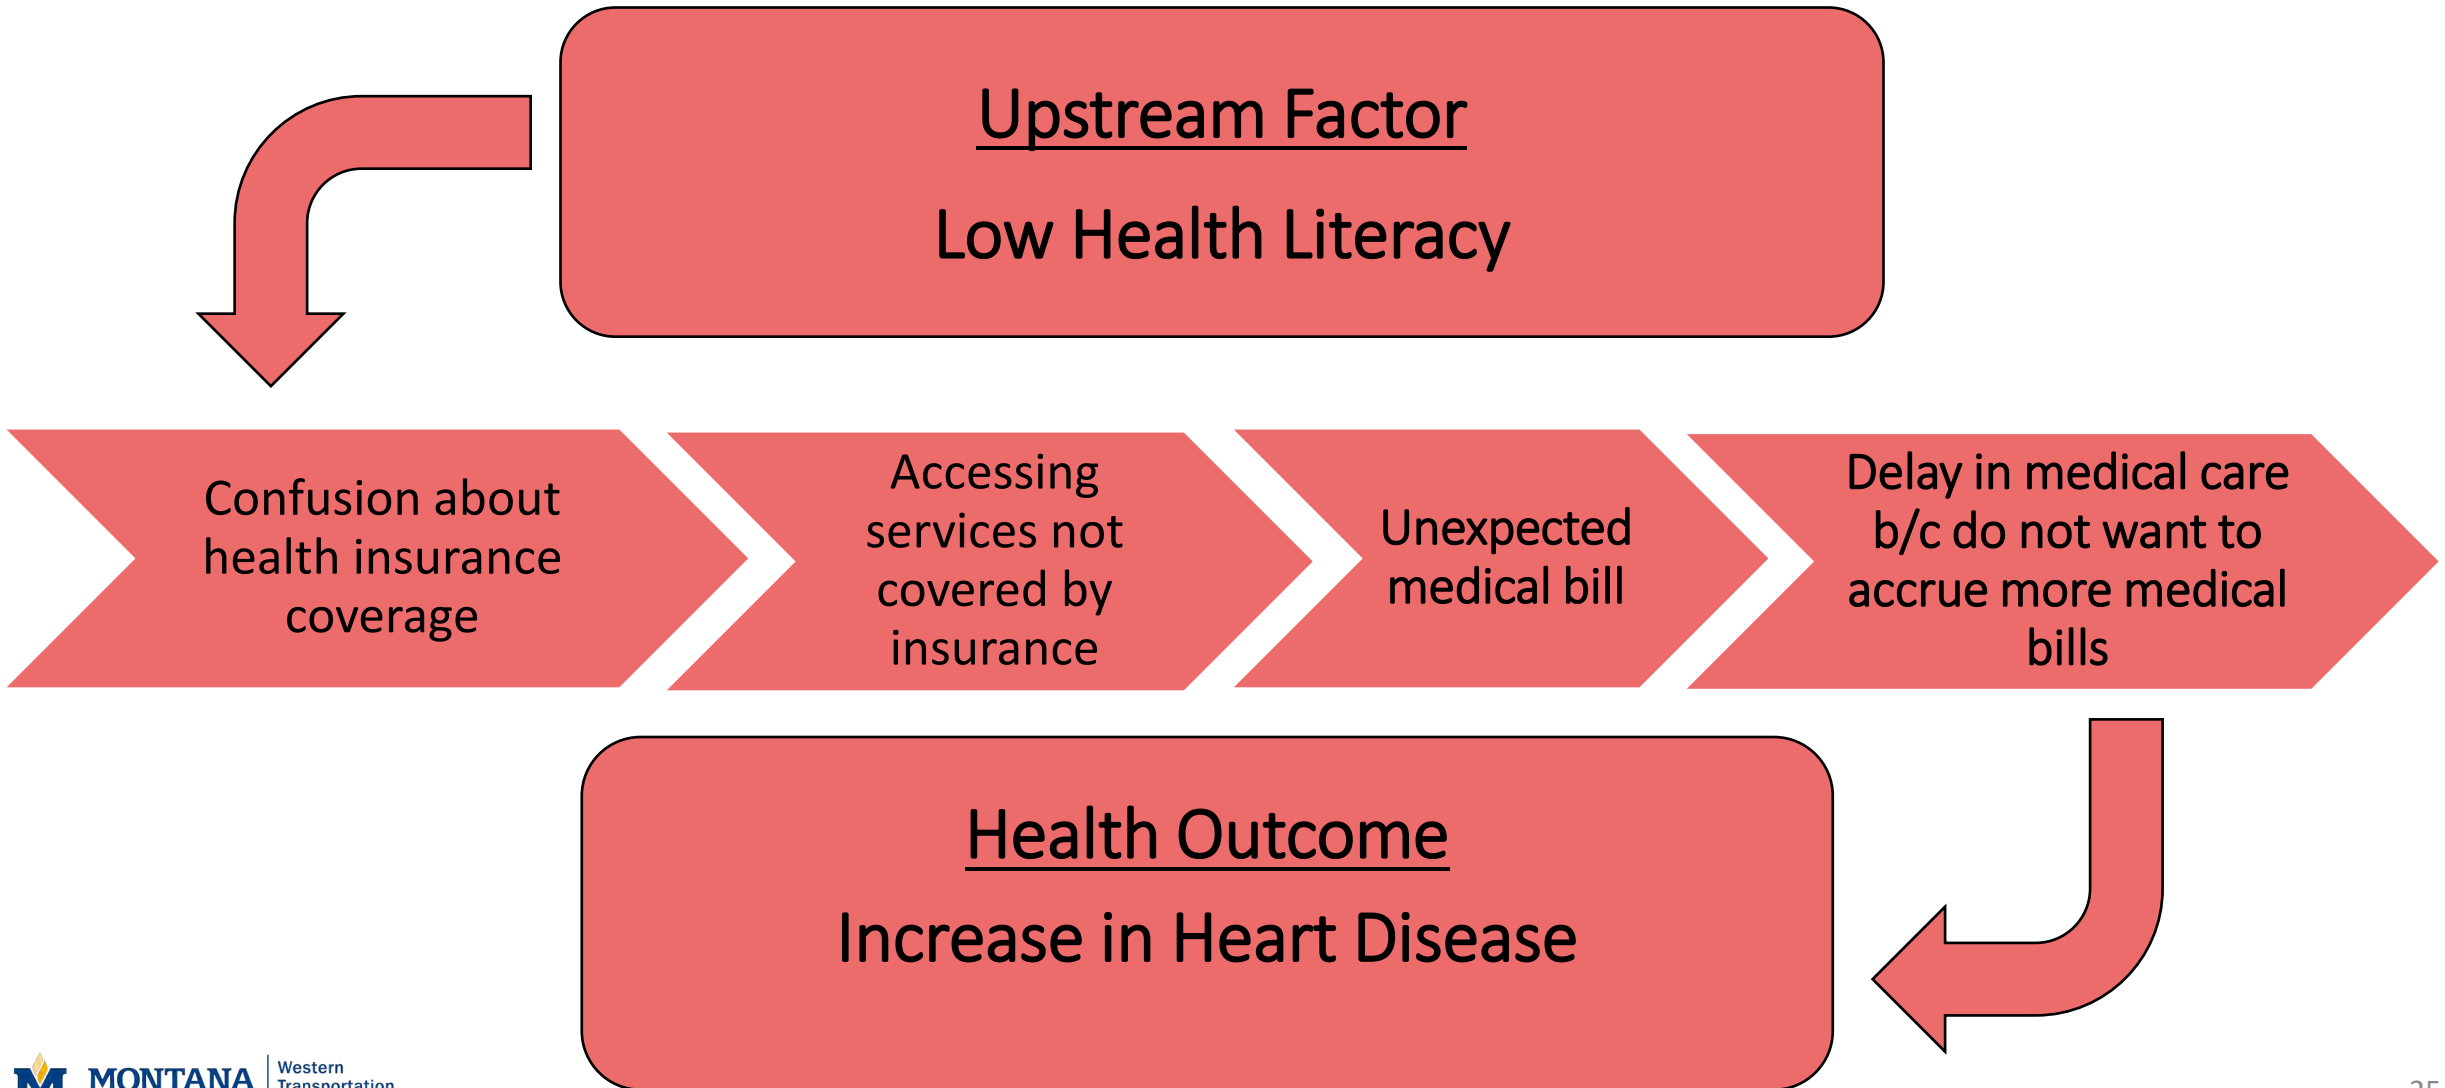 Upstream Factor
Low Health Literacy
Confusion about
health insurance
coverage
Accessing
services not
covered by
insurance
Unexpected
medical bill
Delay in medical care
b/c do not want to
accrue more medical
bills
Health Outcome
Increase in Heart Disease
M MONTANA
Western
Transportation